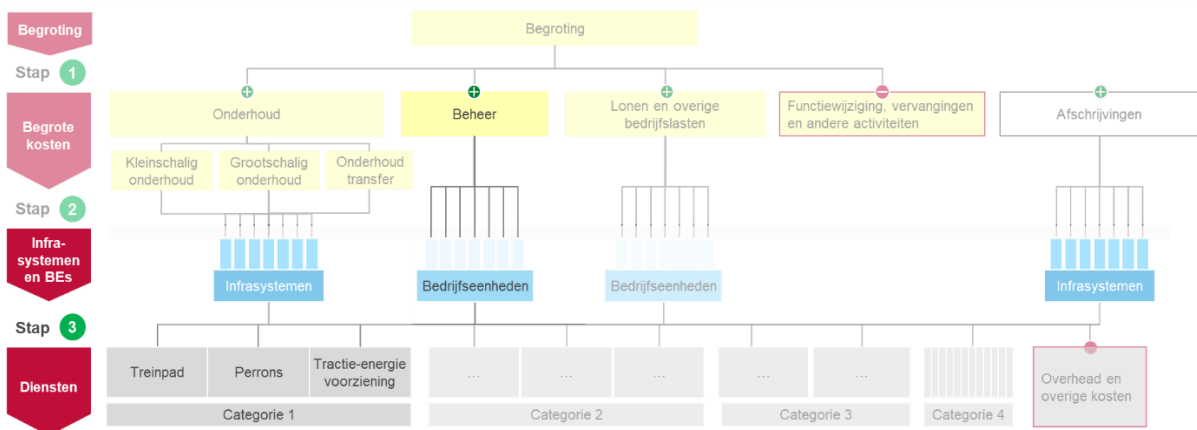 Begroting
Begroting
Stap 1
Begrote
kosten
Onderhoud
Beheer
Lonen en overige
bedrijfslasten
Functiewijziging, vervangingen
en andere activiteiten
Afschrijvingen
Kleinschalig
onderhoud
Grootschalig
onderhoud
Onderhoud
transfer
Stap 2
Infra-
systemen
en BEs
Infrasystemen
Bedrijfseenheden
Bedrijfseenheden
Infrasystemen
Stap 3
Diensten
Treinpad
Perrons
Tractie-energie
voorziening
...
...
...
...
...
Overhead en
overige kosten
Categorie 1
Categorie 2
Categorie 3
Categorie 4